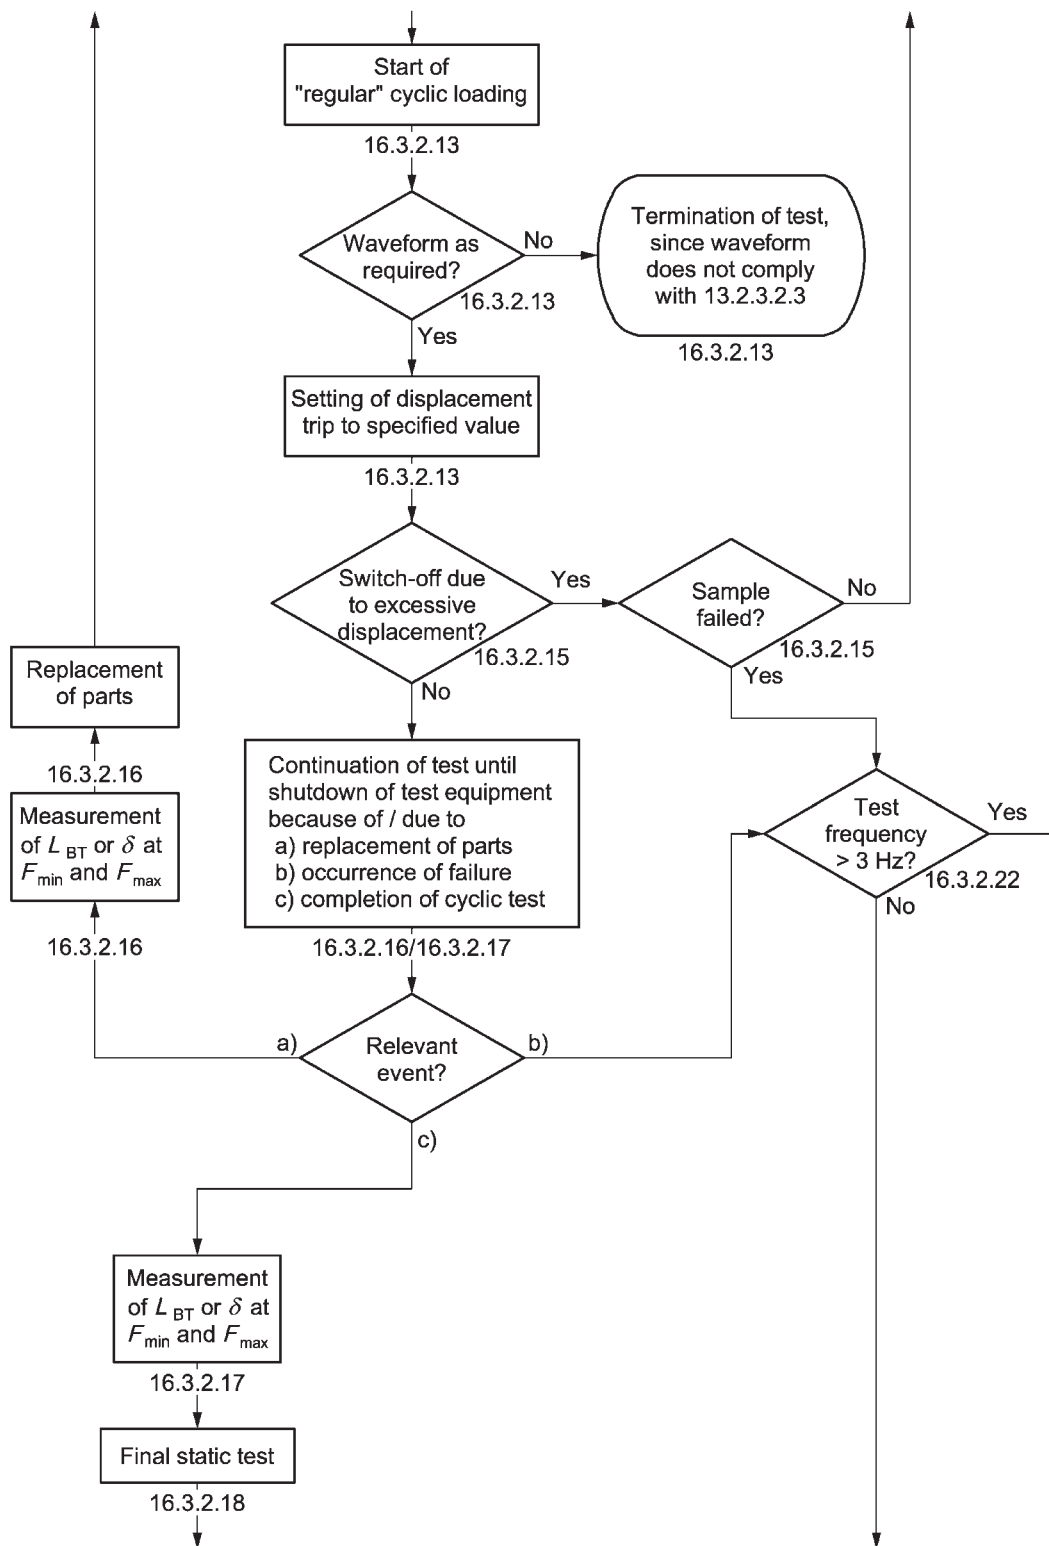 Start of
"regular" cyclic loading
16.3.2.13
Waveform as
required?
No
16.3.2.13
Yes
Termination of test,
since waveform
does not comply
with 13.2.3.2.3
16.3.2.13
Setting of displacement
trip to specified value
16.3.2.13
Switch-off due
to excessive
displacement?
Yes
16.3.2.15
No
Sample
failed?
No
16.3.2.15
Yes
Replacement
of parts
16.3.2.16
Measurement
of L BT or δ at
F min and F max
16.3.2.16
Continuation of test until
shutdown of test equipment
because of / due to
a) replacement of parts
b) occurrence of failure
c) completion of cyclic test
16.3.2.16/16.3.2.17
Test
frequency
> 3 Hz?
Yes
16.3.2.22
No
a)
Relevant
event?
b)
c)
Measurement
of L BT or δ at
F min and F max
16.3.2.17
Final static test
16.3.2.18